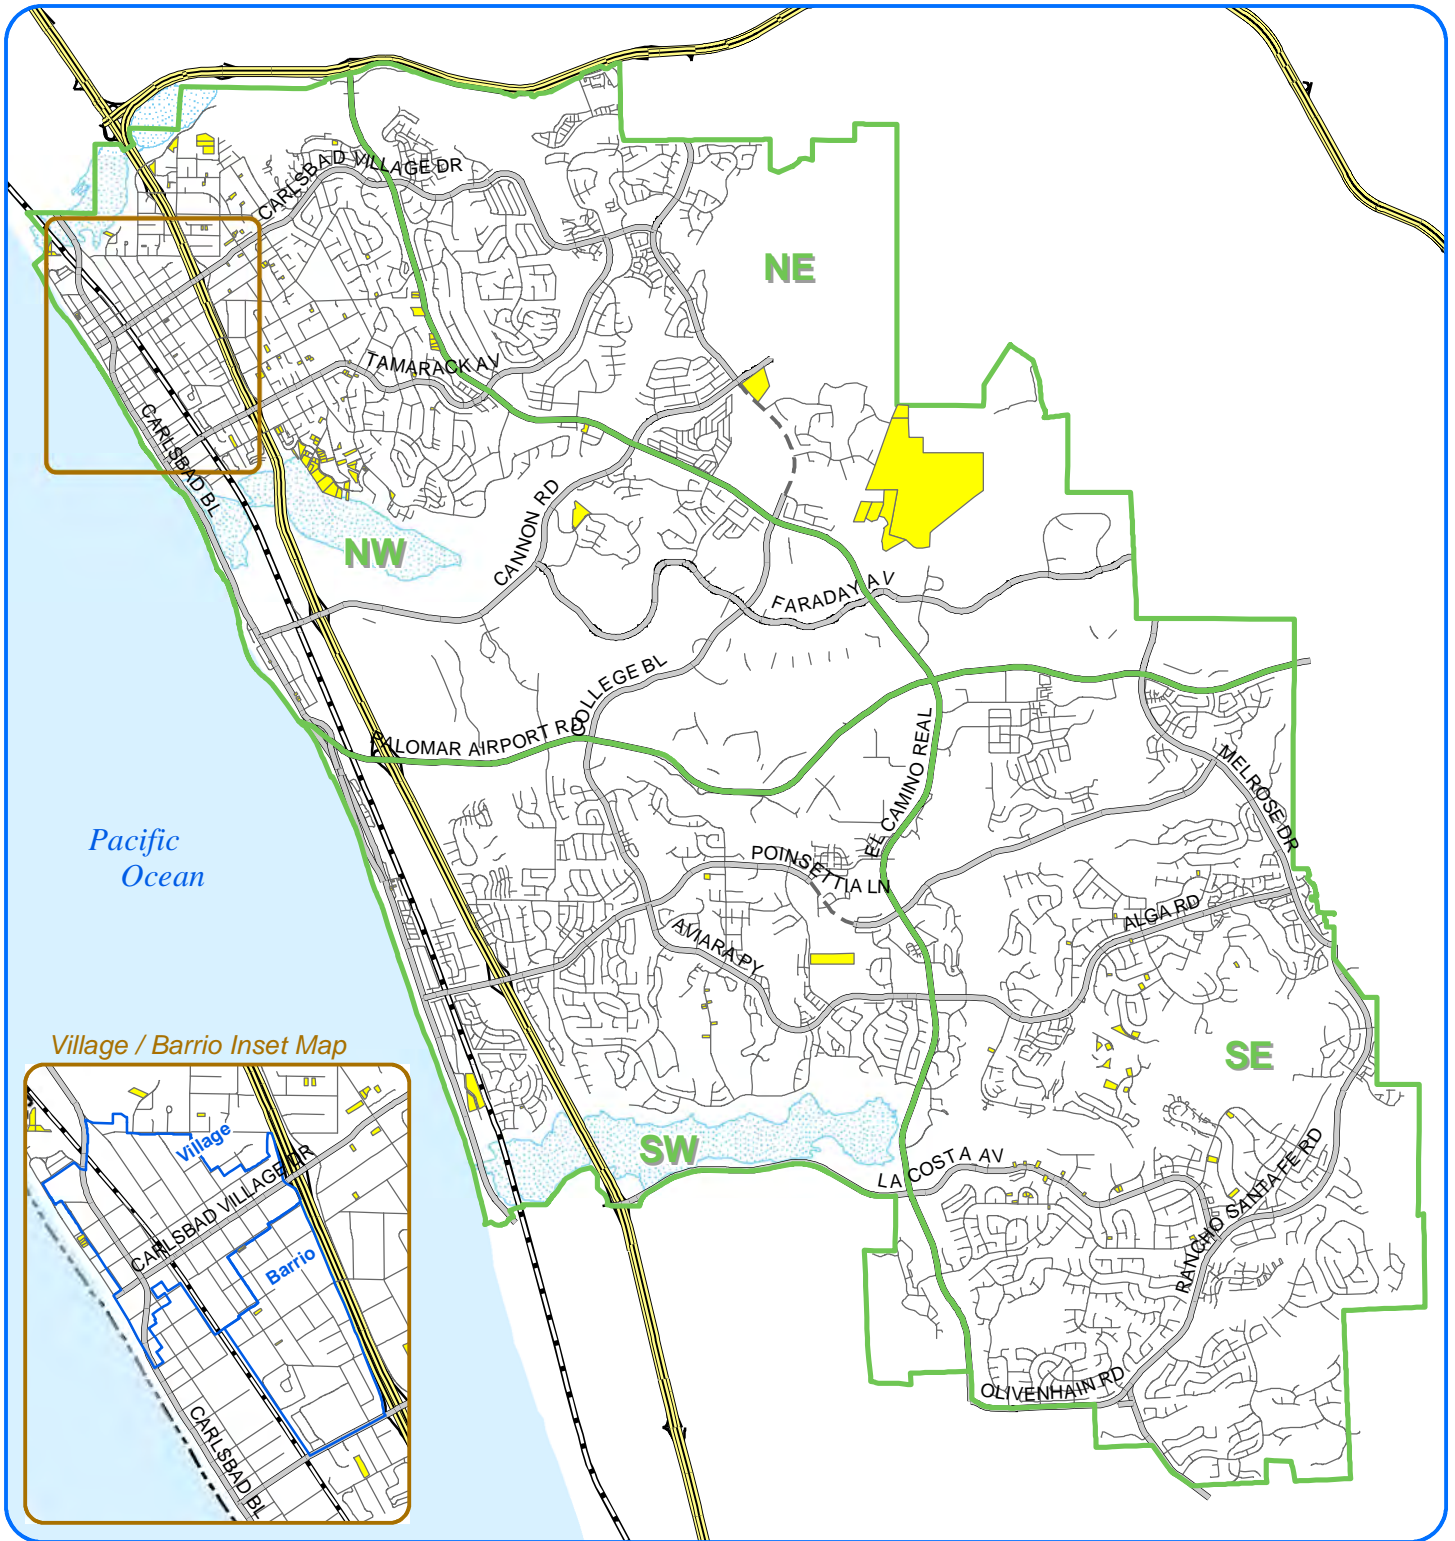 CARLSBAD VILLAGE DR
NE
TAMARACK AV
CARLSBAD BL
CANNON RD
NW
FARADAY AV
COLLEGE BL
PALOMAR AIRPORT RD
EL CAMINO REAL
MELROSE DR
Pacific
Ocean
POINSETTIA LN
ALGA RD
AVIARA PY
SE
SW
LA COSTA AV
RANCHO SANTA FE RD
OLIVENHAIN RD
Village / Barrio Inset Map
Village
CARLSBAD VILLAGE DR
Barrio
CARLSBAD BL